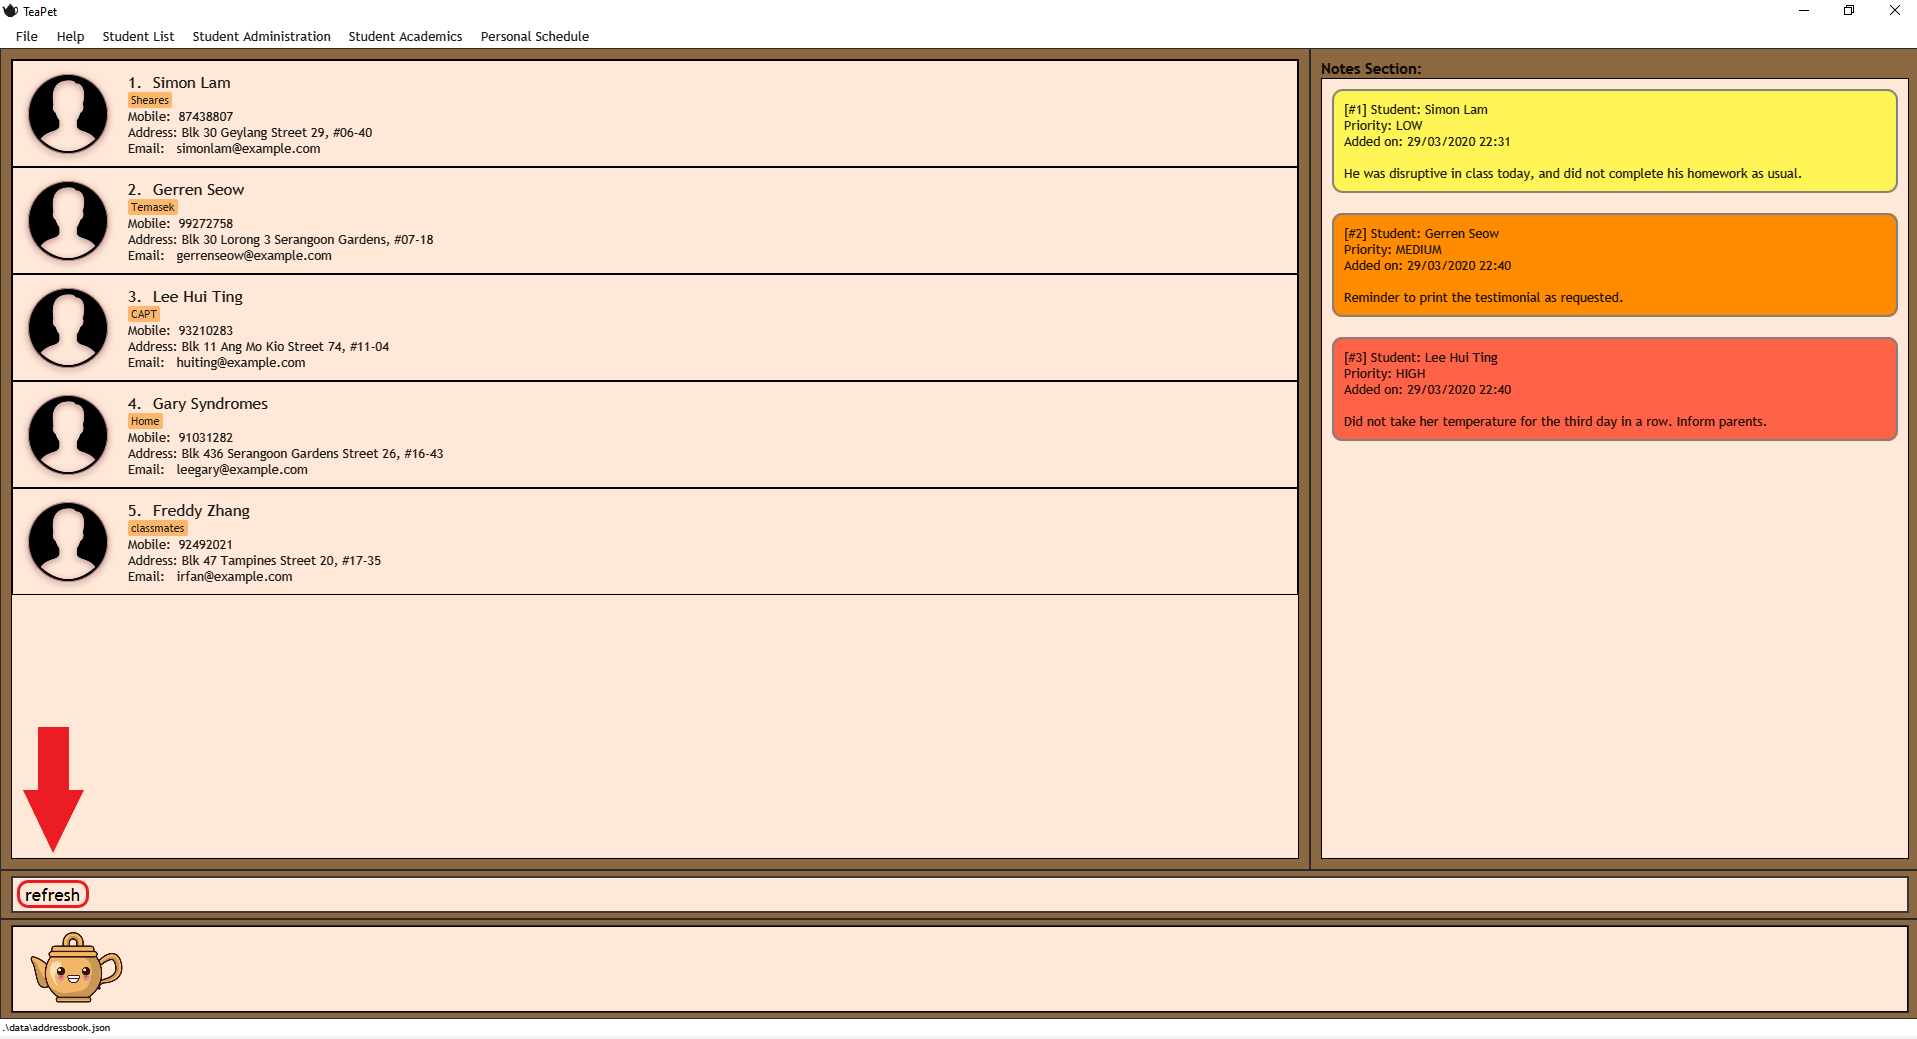 TeaPet
File Help Student List Student Administration Student Academics Personal Schedule
1. Simon Lam
Sheares
Mobile: 87438807
Address: Blk 30 Geylang Street 29, #06-40
Email: simonlam@example.com
2. Gerren Seow
Temasek
Mobile: 99272758
Address: Blk 30 Lorong 3 Serangoon Gardens, #07-18
Email: gerrenseow@example.com
3. Lee Hui Ting
CAPT
Mobile: 93210283
Address: Blk 11 Ang Mo Kio Street 74, #11-04
Email: huiting@example.com
4. Gary Syndromes
Home
Mobile: 91031282
Address: Blk 436 Serangoon Gardens Street 26, #16-43
Email: leegary@example.com
5. Freddy Zhang
classmates
Mobile: 92492021
Address: Blk 47 Tampines Street 20, #17-35
Email: irfan@example.com
Notes Section:
[#1] Student: Simon Lam
Priority: LOW
Added on: 29/03/2020 22:31
He was disruptive in class today, and did not complete his homework as usual.
[#2] Student: Gerren Seow
Priority: MEDIUM
Added on: 29/03/2020 22:40
Reminder to print the testimonial as requested.
[#3] Student: Lee Hui Ting
Priority: HIGH
Added on: 29/03/2020 22:40
Did not take her temperature for the third day in a row. Inform parents.
refresh
.\data\addressbook.json